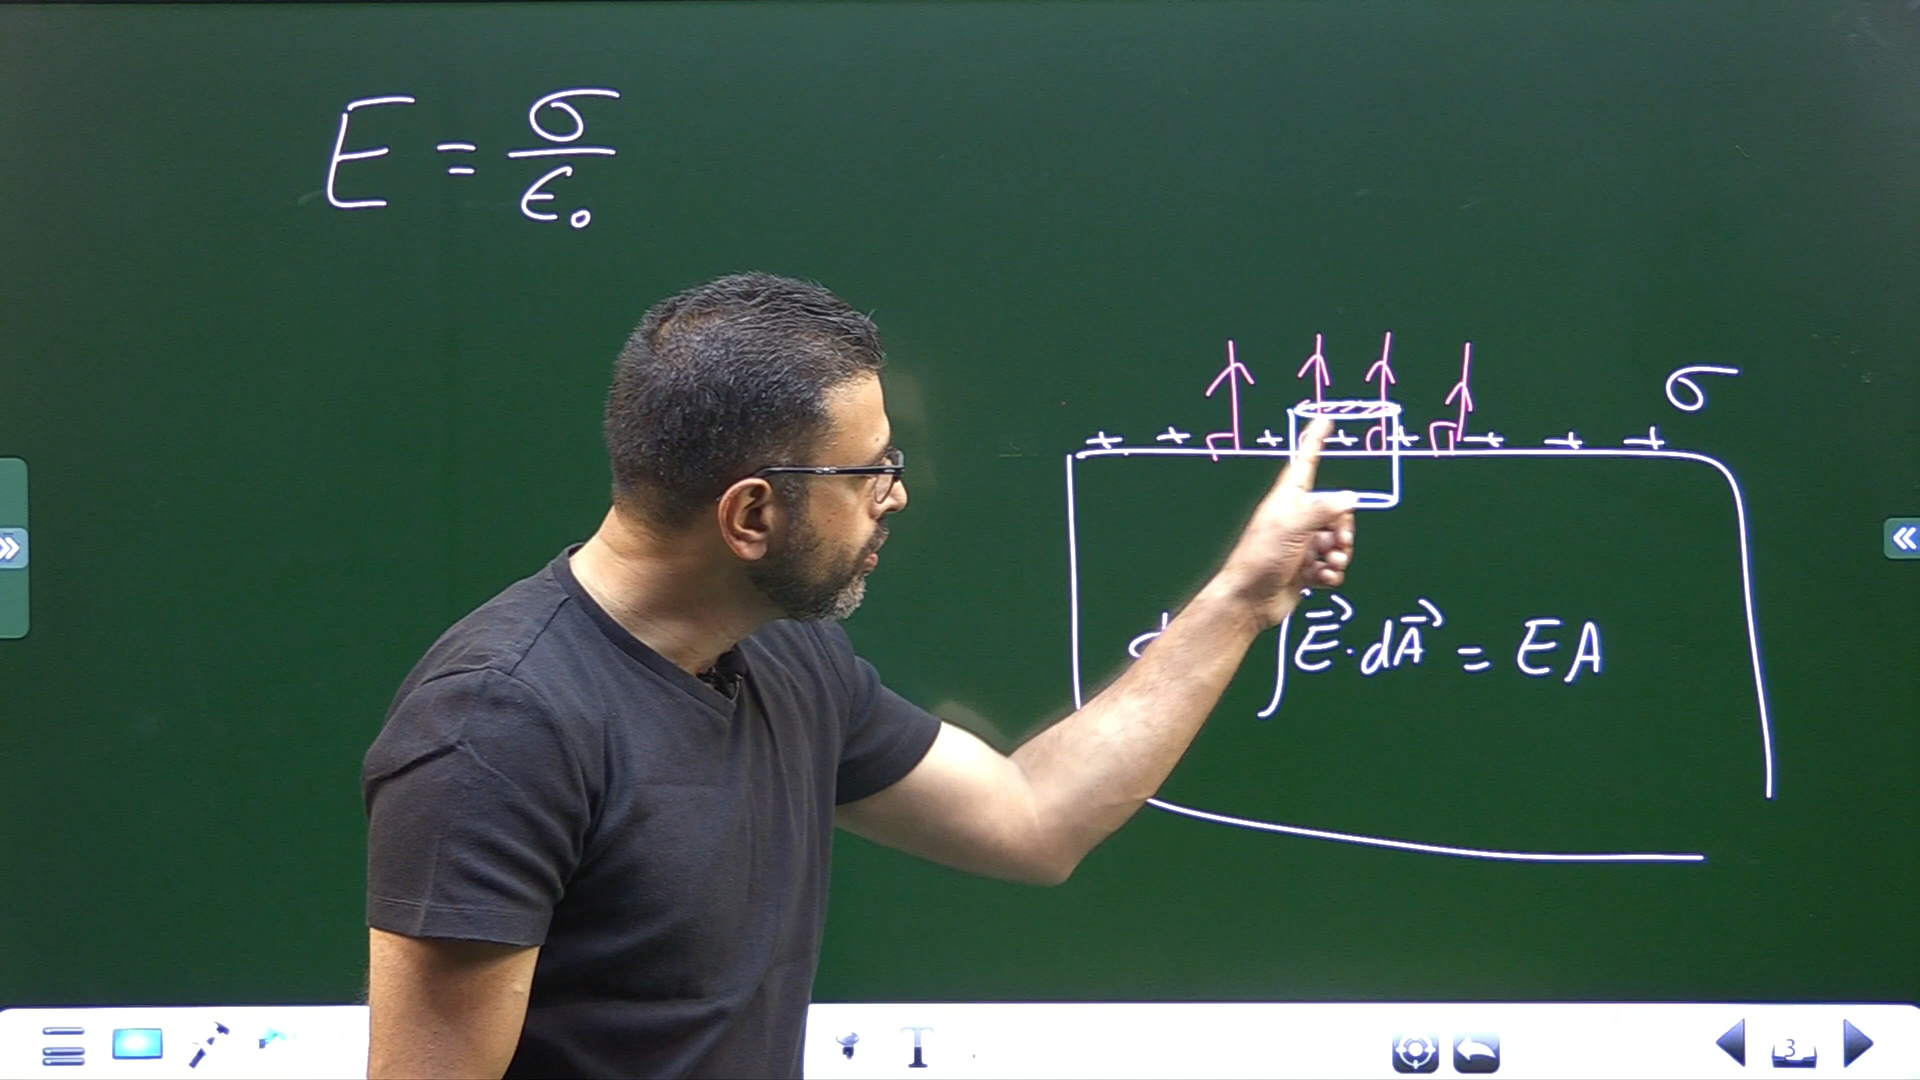 E = σ/ε₀
σ
+ + + + + + + +
∫E⃗·dA⃗ = EA
T
3